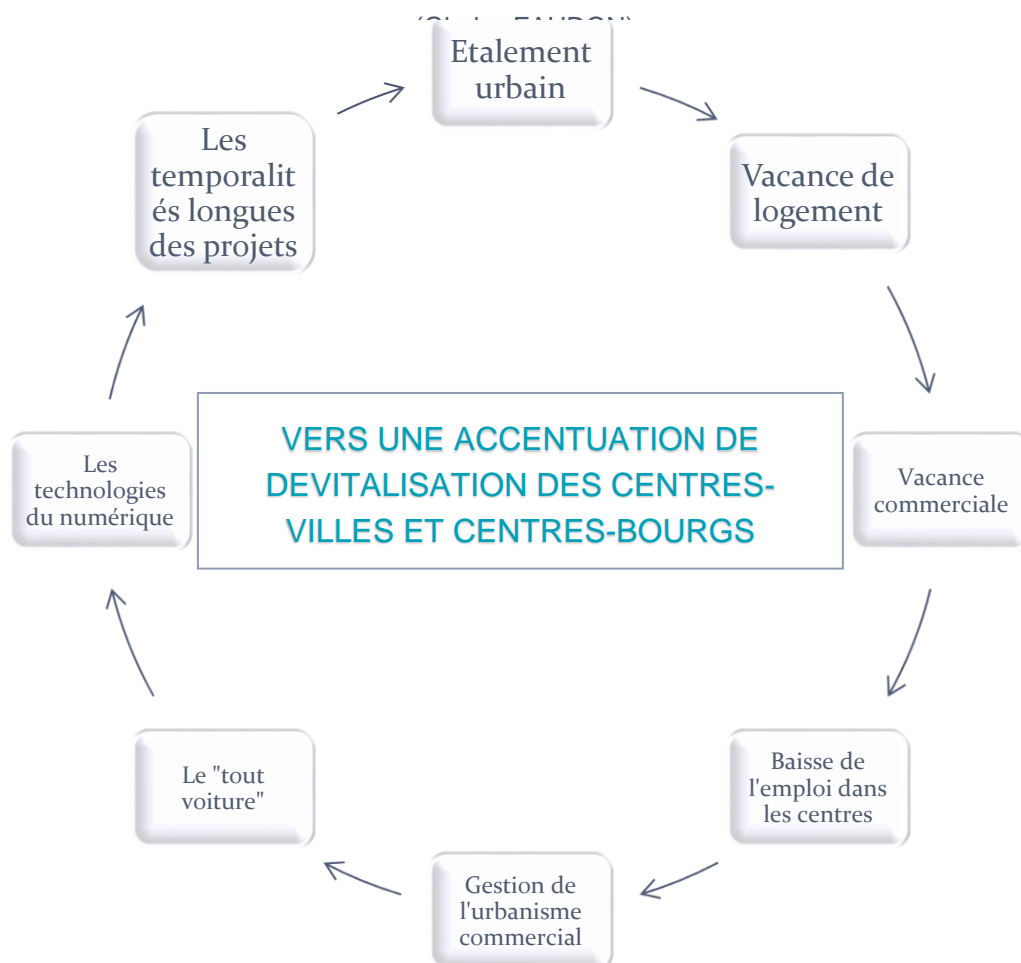 Etalement
urbain
Vacance de
logement
Vacance
commerciale
Baisse de
l'emploi dans
les centres
Gestion de
l'urbanisme
commercial
Le "tout
voiture"
Les
technologies
du numérique
Les
temporalit
és longues
des projets
VERS UNE ACCENTUATION DE
DEVITALISATION DES CENTRES-
VILLES ET CENTRES-BOURGS